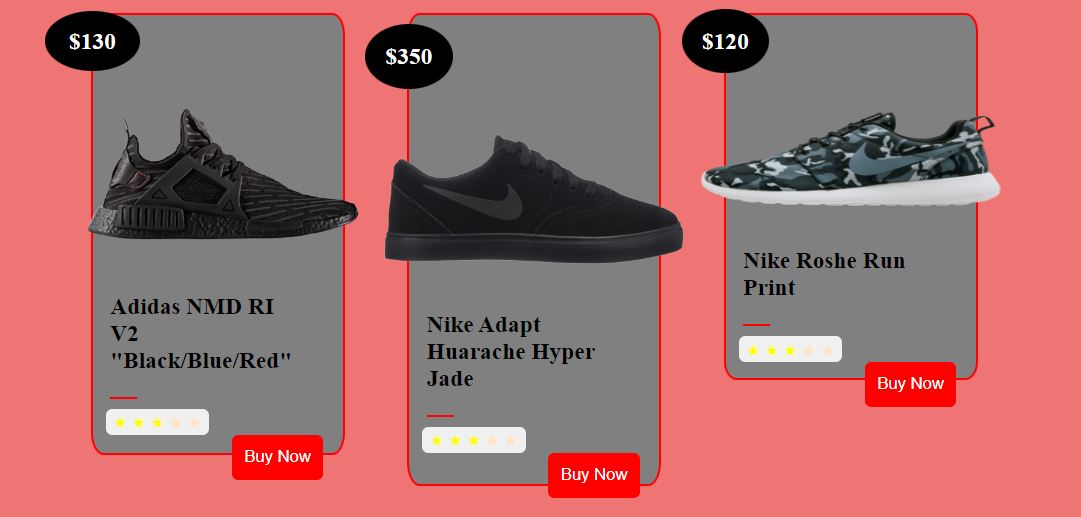 $130
Adidas NMD RI
V2
"Black/Blue/Red"
Buy Now
$350
Nike Adapt
Huarache Hyper
Jade
Buy Now
$120
Nike Roshe Run
Print
Buy Now